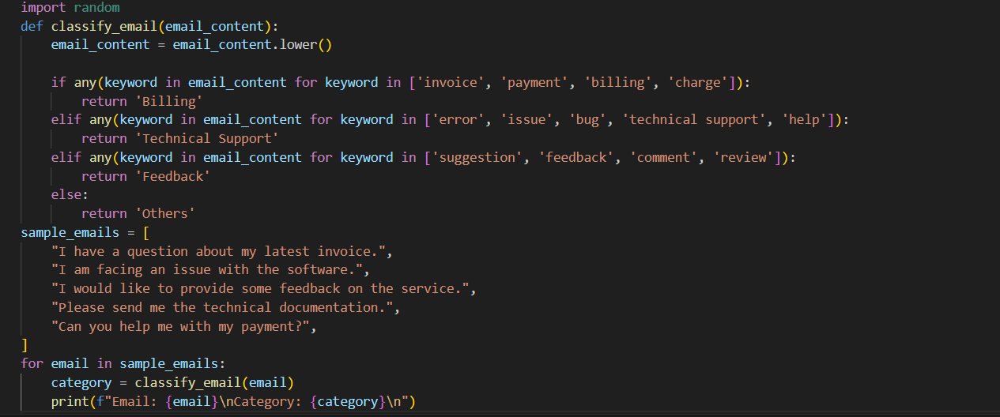 import random
def classify_email(email_content):
    email_content = email_content.lower()

    if any(keyword in email_content for keyword in ['invoice', 'payment', 'billing', 'charge']):
        return 'Billing'
    elif any(keyword in email_content for keyword in ['error', 'issue', 'bug', 'technical support', 'help']):
        return 'Technical Support'
    elif any(keyword in email_content for keyword in ['suggestion', 'feedback', 'comment', 'review']):
        return 'Feedback'
    else:
        return 'Others'
sample_emails = [
    "I have a question about my latest invoice.",
    "I am facing an issue with the software.",
    "I would like to provide some feedback on the service.",
    "Please send me the technical documentation.",
    "Can you help me with my payment?",
]
for email in sample_emails:
    category = classify_email(email)
    print(f"Email: {email}\nCategory: {category}\n")